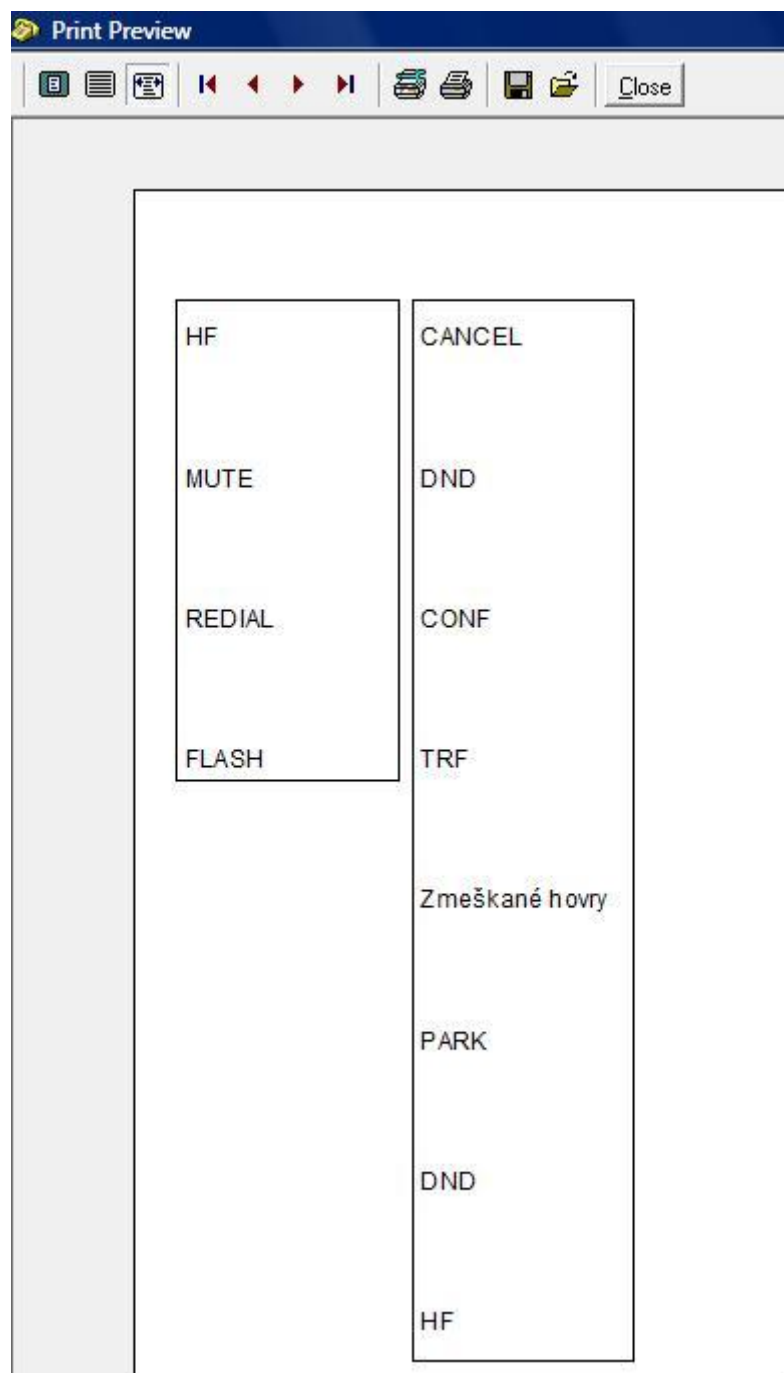 Print Preview
Close
HF
MUTE
REDIAL
FLASH
CANCEL
DND
CONF
TRF
Zmeškané hovry
PARK
DND
HF